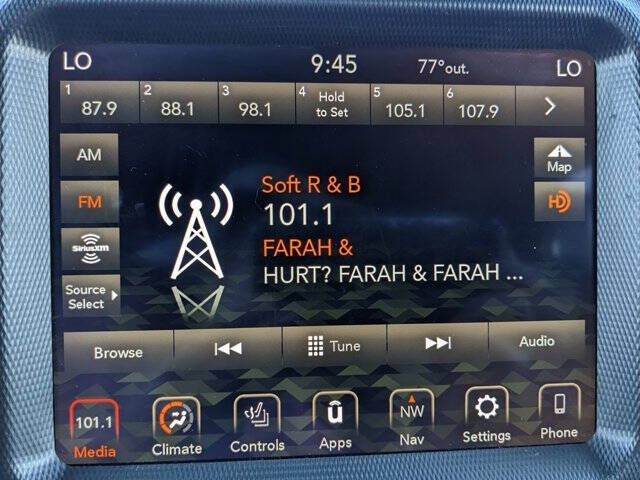 LO 9:45 77°out. LO
1 87.9 2 88.1 3 98.1 4 Hold to Set 5 105.1 6 107.9
AM
Map
FM
HD
SiriusXM
Source Select
Soft R & B
101.1
FARAH &
HURT? FARAH & FARAH ...
Browse Tune Audio
101.1 NW
Media Climate Controls Apps Nav Settings Phone